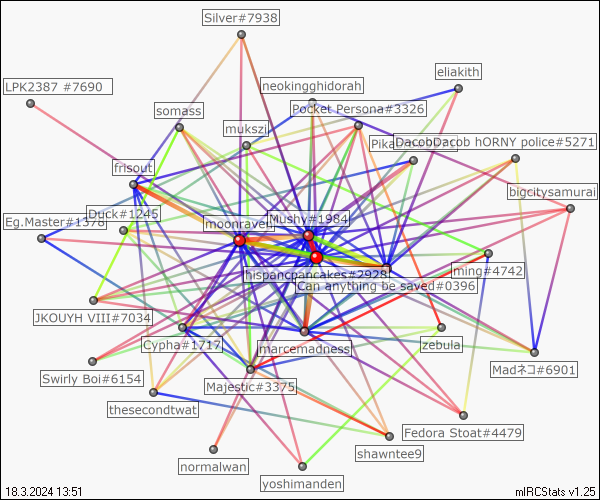 Silver#7938
eliakith
LPK2387 #7690
neokingghidorah
Pocket Persona#3326
somass
mukszi
DacobDacob hORNY police#5271
frisout
bigcitysamurai
Duck#1245
Mushy#1984
Eg.Master#1378
moonraven
hispancpancakes#2928
ming#4742
Can anything be saved#0396
JKOUYH VIII#7034
Cypha#1717
marcemadness
zebula
Swirly Boi#6154
Majestic#3375
Madネコ#6901
thesecondtwat
Fedora Stoat#4479
normalwan
shawntee9
yoshimanden
18.3.2024 13:51
mIRCStats v1.25